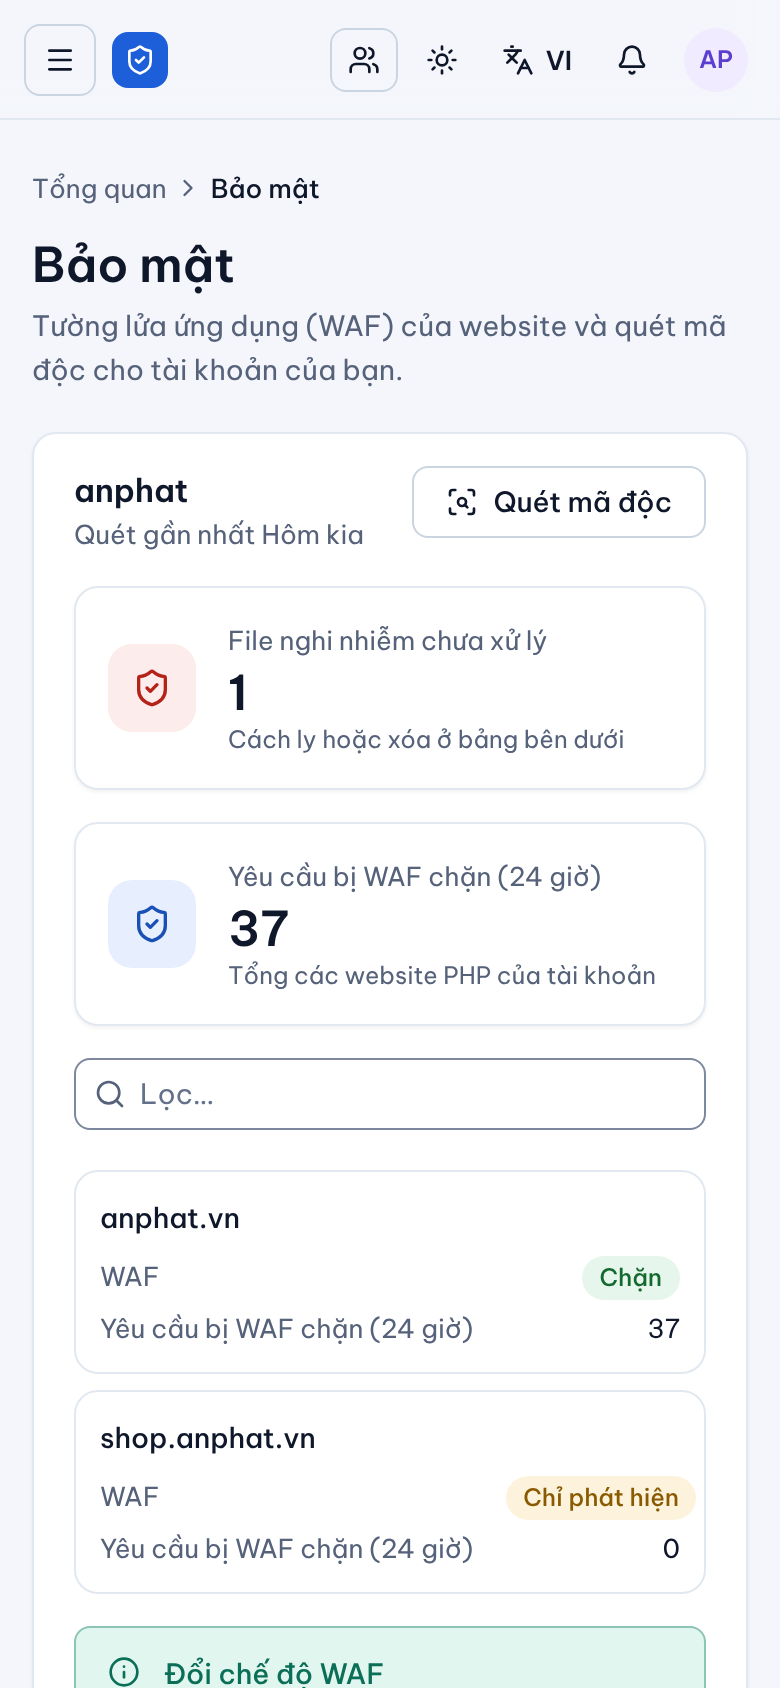 VI
AP
Tổng quan > Bảo mật
Bảo mật
Tường lửa ứng dụng (WAF) của website và quét mã
độc cho tài khoản của bạn.
anphat
Quét mã độc
Quét gần nhất Hôm kia
File nghi nhiễm chưa xử lý
1
Cách ly hoặc xóa ở bảng bên dưới
Yêu cầu bị WAF chặn (24 giờ)
37
Tổng các website PHP của tài khoản
Lọc...
anphat.vn
WAF Chặn
Yêu cầu bị WAF chặn (24 giờ) 37
shop.anphat.vn
WAF Chỉ phát hiện
Yêu cầu bị WAF chặn (24 giờ) 0
Đổi chế độ WAF